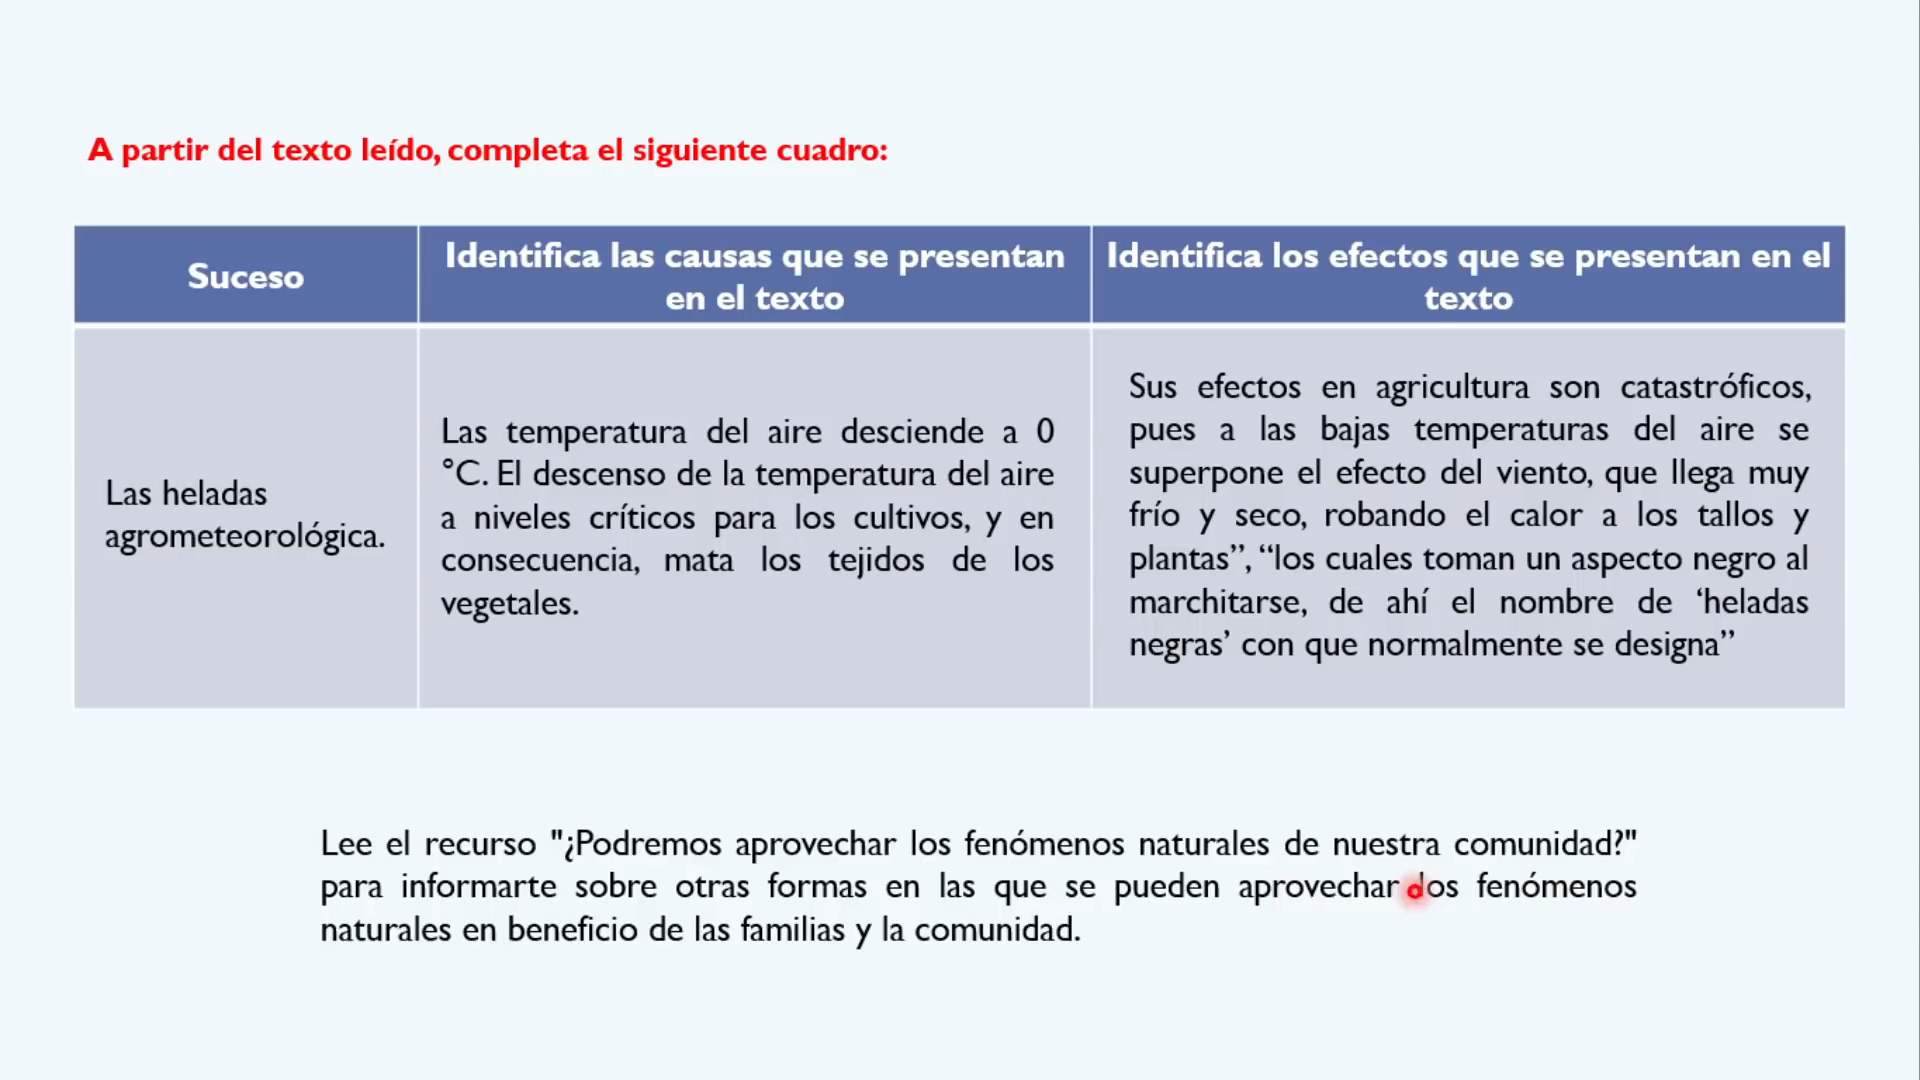 A partir del texto leído, completa el siguiente cuadro:
Suceso
Identifica las causas que se presentan
en el texto
Identifica los efectos que se presentan en el
texto
Las heladas
agrometeorológica.
Las temperatura del aire desciende a 0
°C. El descenso de la temperatura del aire
a niveles críticos para los cultivos, y en
consecuencia, mata los tejidos de los
vegetales.
Sus efectos en agricultura son catastróficos,
pues a las bajas temperaturas del aire se
superpone el efecto del viento, que llega muy
frío y seco, robando el calor a los tallos y
plantas”, “los cuales toman un aspecto negro al
marchitarse, de ahí el nombre de ‘heladas
negras’ con que normalmente se designa”
Lee el recurso "¿Podremos aprovechar los fenómenos naturales de nuestra comunidad?"
para informarte sobre otras formas en las que se pueden aprovechar los fenómenos
naturales en beneficio de las familias y la comunidad.